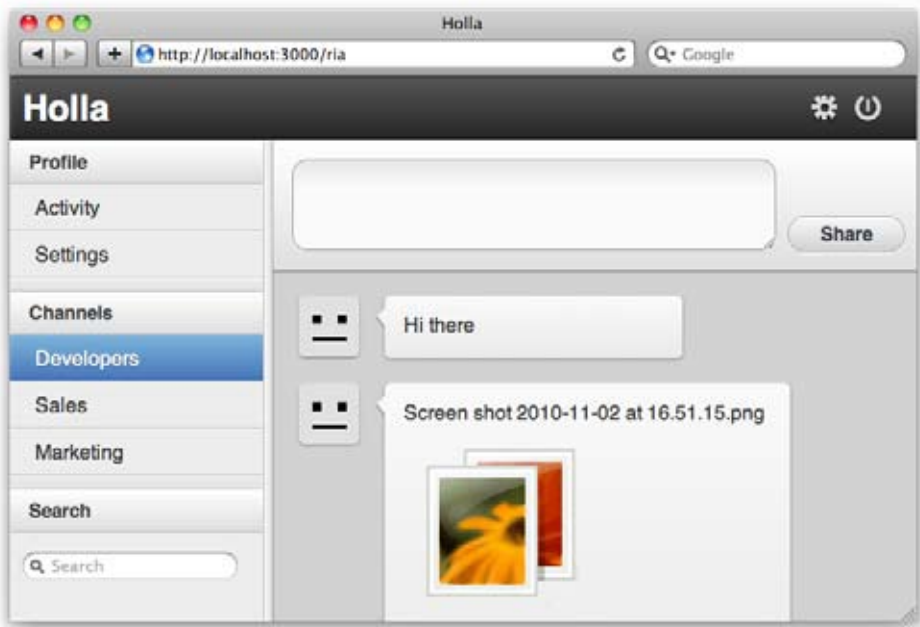 Holla
http://localhost:3000/ria
Google
Holla
Profile
Activity
Settings
Channels
Developers
Sales
Marketing
Search
Search
Share
Hi there
Screen shot 2010-11-02 at 16.51.15.png